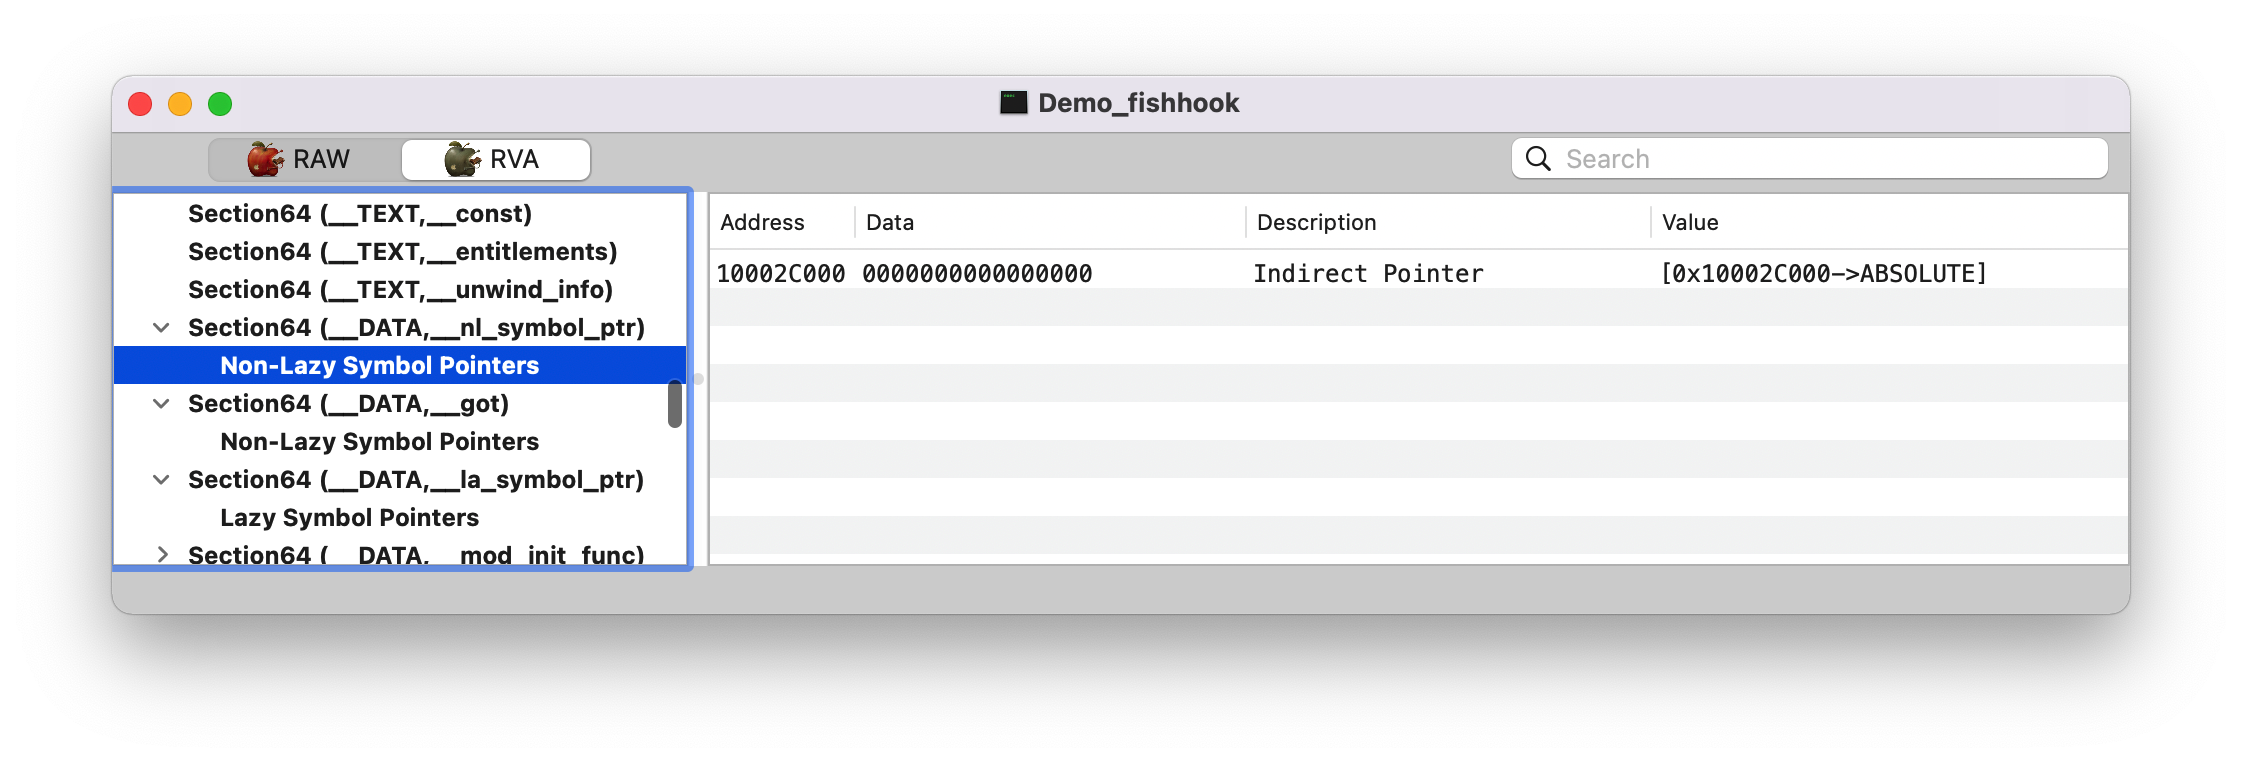 Demo_fishhook
RAW RVA Search
Section64 (__TEXT,__const)
Section64 (__TEXT,__entitlements)
Section64 (__TEXT,__unwind_info)
Section64 (__DATA,__nl_symbol_ptr)
Non-Lazy Symbol Pointers
Section64 (__DATA,__got)
Non-Lazy Symbol Pointers
Section64 (__DATA,__la_symbol_ptr)
Lazy Symbol Pointers
Section64 (__DATA,__mod_init_func)
Address Data Description Value
10002C000 0000000000000000 Indirect Pointer [0x10002C000->ABSOLUTE]